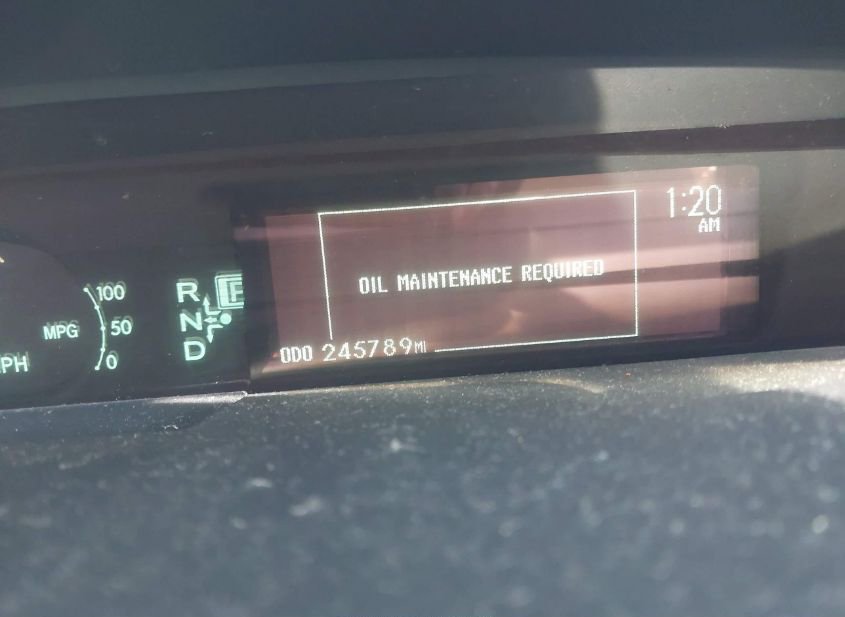 1:20
AM
OIL MAINTENANCE REQUIRED
100
R
P
MPG
50
N
PH
0
D
ODO 245789MI